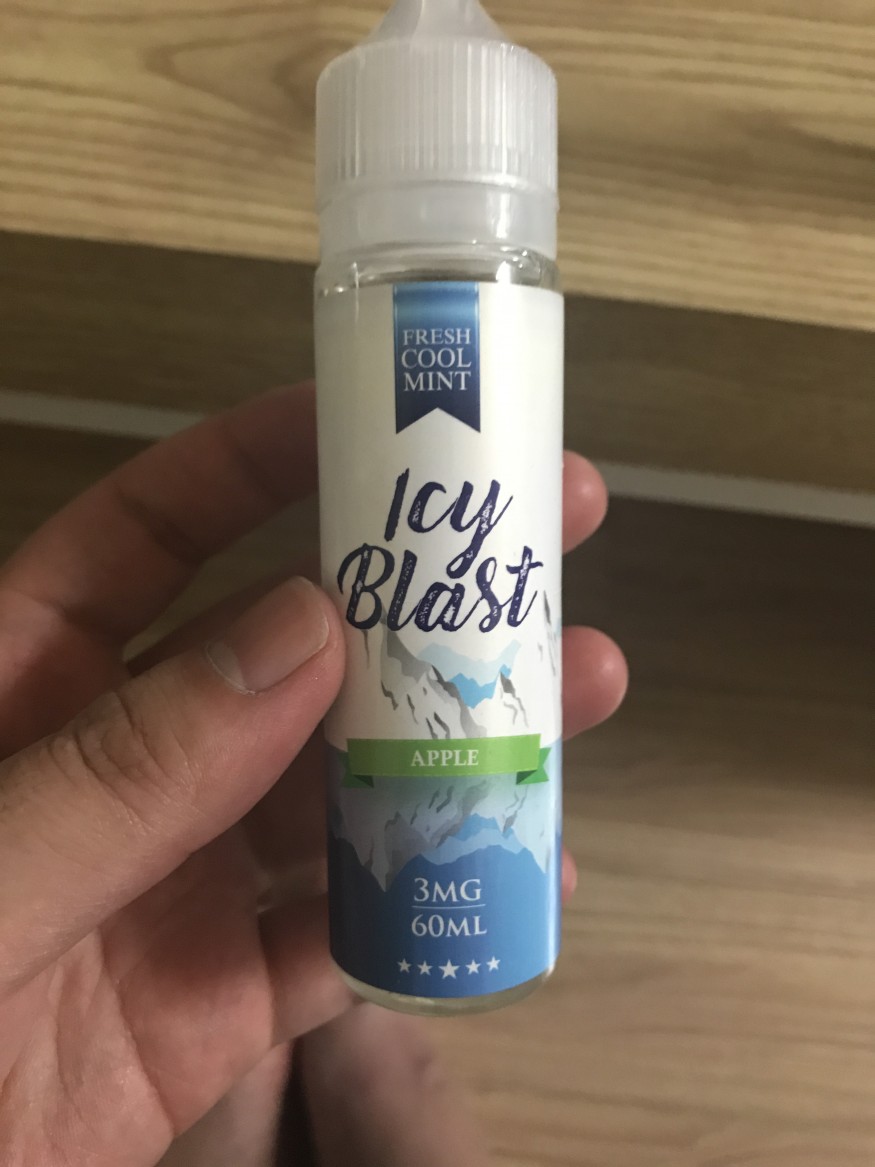 FRESH
COOL
MINT
Icy
Blast
APPLE
3MG
60ML